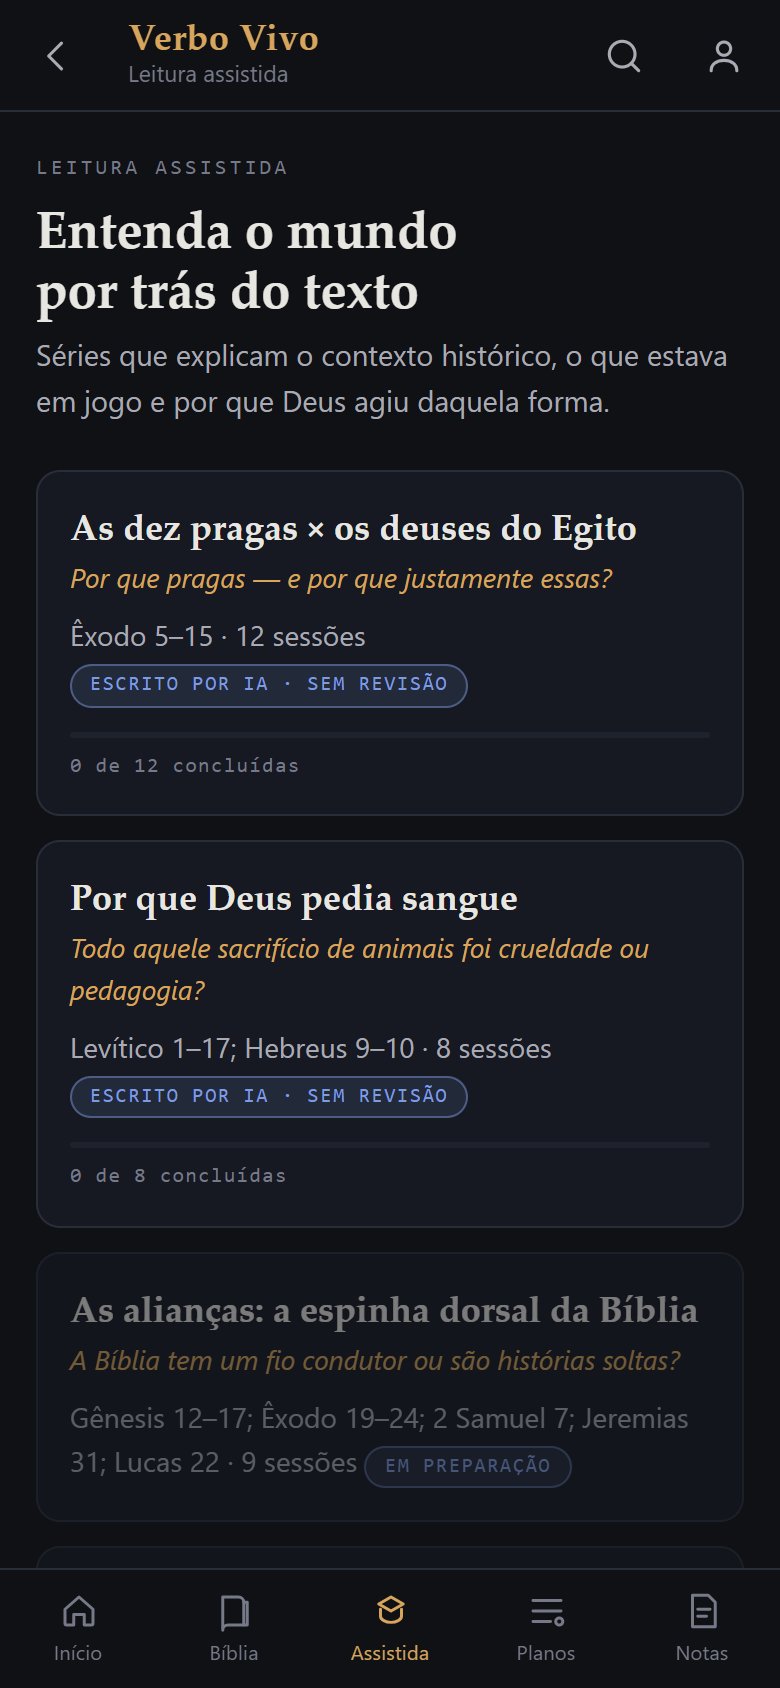 Verbo Vivo
Leitura assistida
LEITURA ASSISTIDA
Entenda o mundo
por trás do texto
Séries que explicam o contexto histórico, o que estava
em jogo e por que Deus agiu daquela forma.
As dez pragas × os deuses do Egito
Por que pragas — e por que justamente essas?
Êxodo 5–15 · 12 sessões
ESCRITO POR IA · SEM REVISÃO
0 de 12 concluídas
Por que Deus pedia sangue
Todo aquele sacrifício de animais foi crueldade ou
pedagogia?
Levítico 1–17; Hebreus 9–10 · 8 sessões
ESCRITO POR IA · SEM REVISÃO
0 de 8 concluídas
As alianças: a espinha dorsal da Bíblia
A Bíblia tem um fio condutor ou são histórias soltas?
Gênesis 12–17; Êxodo 19–24; 2 Samuel 7; Jeremias
31; Lucas 22 · 9 sessões EM PREPARAÇÃO
Início Bíblia Assistida Planos Notas